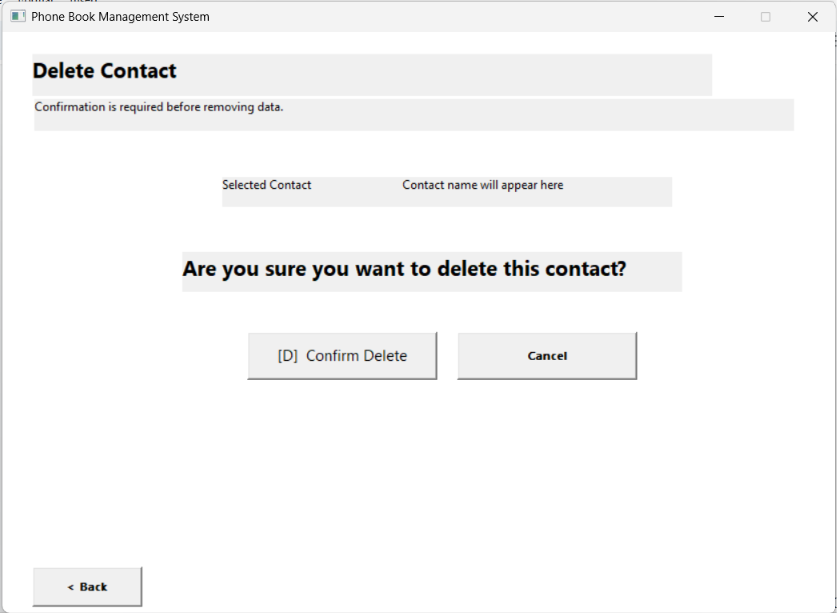 Phone Book Management System
Delete Contact
Confirmation is required before removing data.
Selected Contact Contact name will appear here
Are you sure you want to delete this contact?
[D] Confirm Delete Cancel
< Back